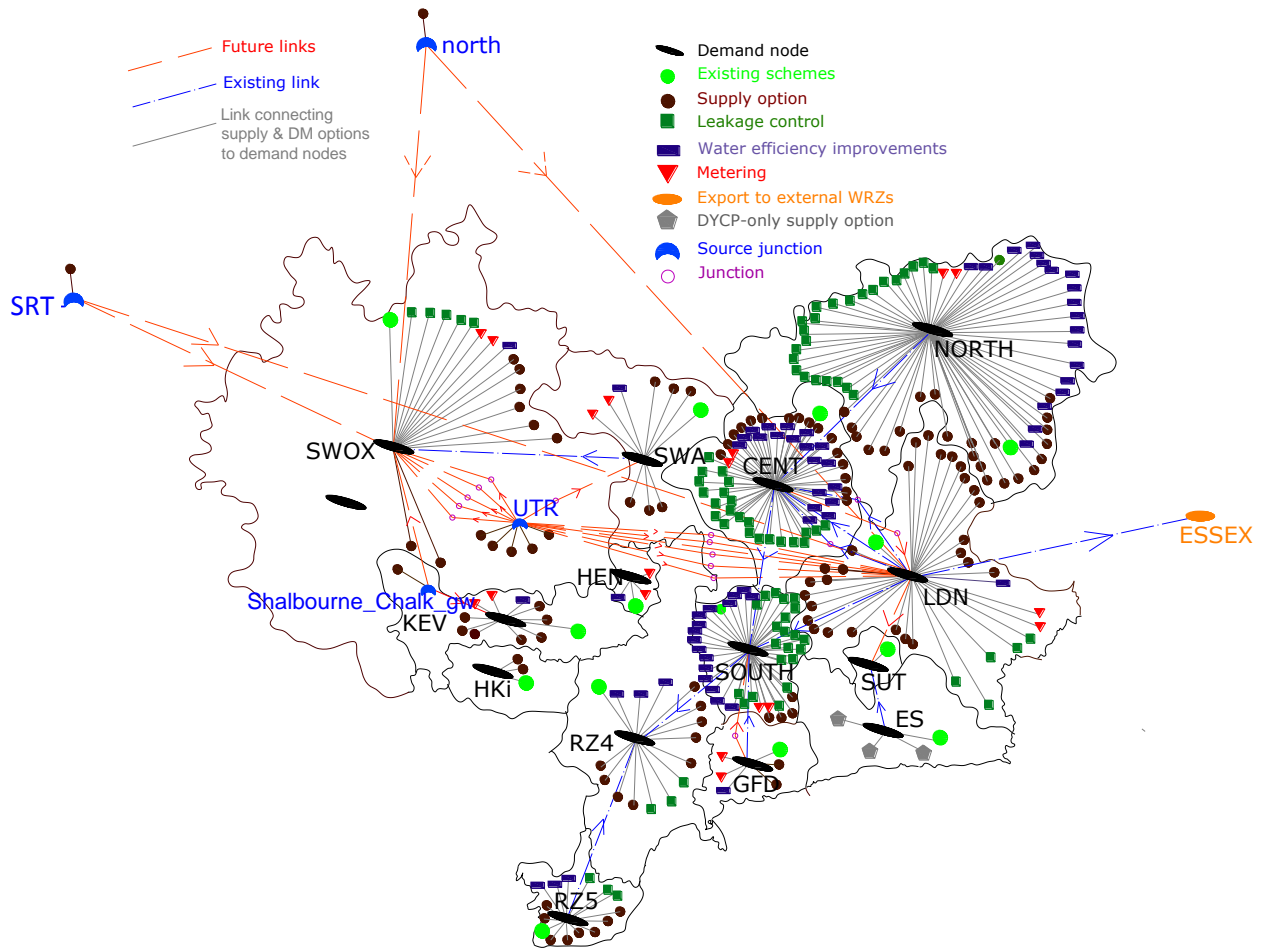 Future links
north
Existing link
Link connecting
supply & DM options
to demand nodes
Demand node
Existing schemes
Supply option
Leakage control
Water efficiency improvements
Metering
Export to external WRZs
DYCP-only supply option
Source junction
Junction
SRT
NORTH
SWOX
SWA
CENT
UTR
ESSEX
HEN
LDN
Shalbourne_Chalk_gw
KEV
HKi
SOUTH
SUT
ES
RZ4
GFD
RZ5